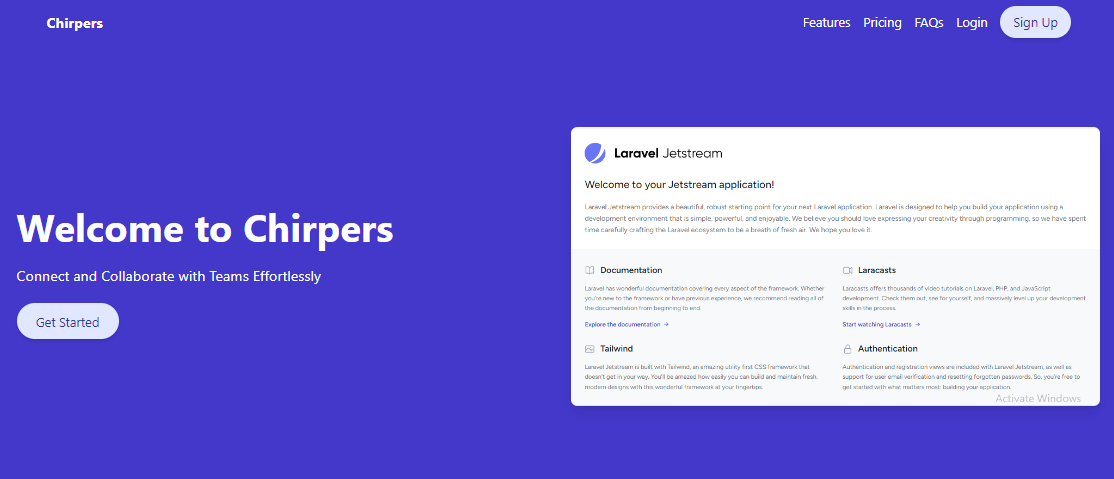 Chirpers
Features Pricing FAQs Login Sign Up
Welcome to Chirpers
Connect and Collaborate with Teams Effortlessly
Get Started
Laravel Jetstream
Welcome to your Jetstream application!
Laravel Jetstream provides a beautiful, robust starting point for your next Laravel application. Laravel is designed to help you build your application using a
development environment that is simple, powerful, and enjoyable. We believe you should love expressing your creativity through programming, so we have spent
time carefully crafting the Laravel ecosystem to be a breath of fresh air. We hope you love it.
Documentation
Laravel has wonderful documentation covering every aspect of the framework. Whether
you're new to the framework or have previous experience, we recommend reading all of
the documentation from beginning to end.
Explore the documentation →
Laracasts
Laracasts offers thousands of video tutorials on Laravel, PHP, and JavaScript
development. Check them out, see for yourself, and massively level up your development
skills in the process.
Start watching Laracasts →
Tailwind
Laravel Jetstream is built with Tailwind, an amazing utility first CSS framework that
doesn't get in your way. You'll be amazed how easily you can build and maintain fresh,
modern designs with this wonderful framework at your fingertips.
Authentication
Authentication and registration views are included with Laravel Jetstream, as well as
support for user email verification and resetting forgotten passwords. So, you're free to
get started with what matters most: building your application.
Activate Windows